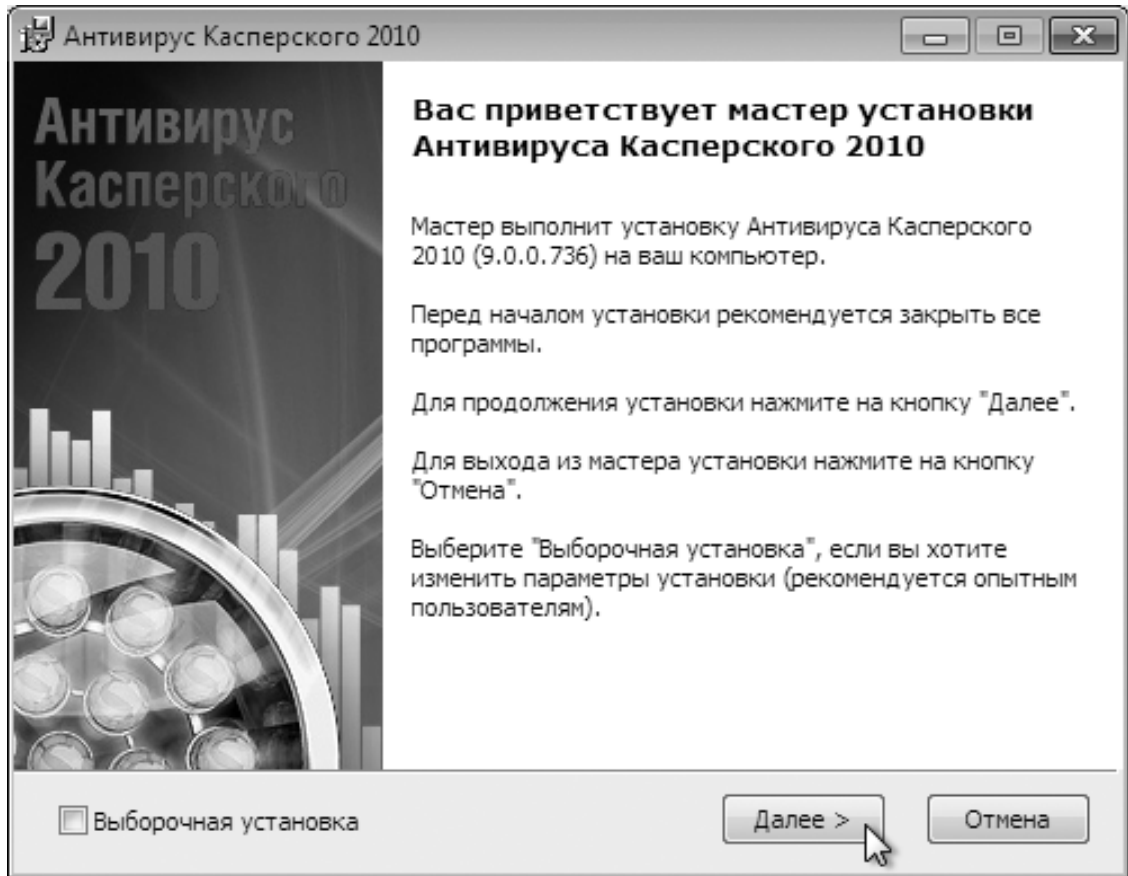 Антивирус Касперского 2010
Антивирус
Касперского
2010
Вас приветствует мастер установки
Антивируса Касперского 2010
Мастер выполнит установку Антивируса Касперского
2010 (9.0.0.736) на ваш компьютер.
Перед началом установки рекомендуется закрыть все
программы.
Для продолжения установки нажмите на кнопку "Далее".
Для выхода из мастера установки нажмите на кнопку
"Отмена".
Выберите "Выборочная установка", если вы хотите
изменить параметры установки (рекомендуется опытным
пользователям).
Выборочная установка
Далее >
Отмена